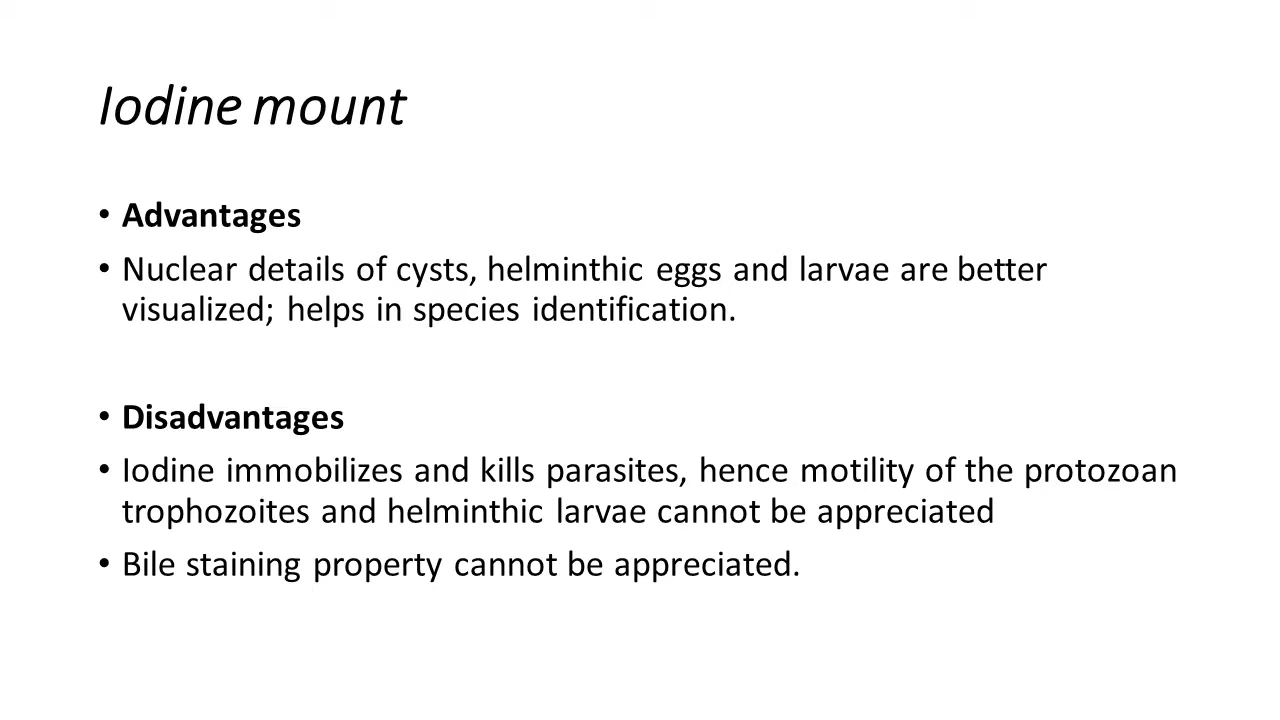 Iodine mount
• Advantages
• Nuclear details of cysts, helminthic eggs and larvae are better
visualized; helps in species identification.
• Disadvantages
• Iodine immobilizes and kills parasites, hence motility of the protozoan
trophozoites and helminthic larvae cannot be appreciated
• Bile staining property cannot be appreciated.